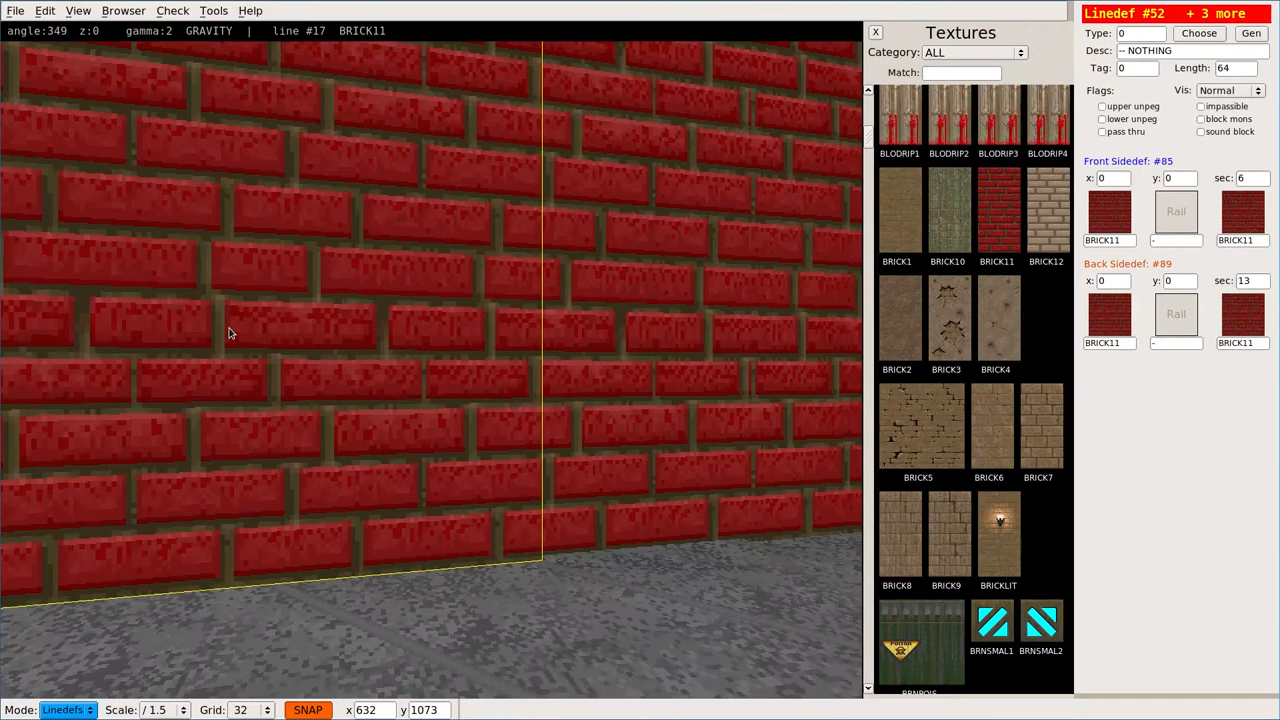 File Edit View Browser Check Tools Help
angle:349 z:0 gamma:2 GRAVITY | line #17 BRICK11
X Textures
Category: ALL
Match:
BLODRIP1 BLODRIP2 BLODRIP3 BLODRIP4
BRICK1 BRICK10 BRICK11 BRICK12
BRICK2 BRICK3 BRICK4
BRICK5 BRICK6 BRICK7
BRICK8 BRICK9 BRICKLIT
BRNSMAL1 BRNSMAL2
BRNPOIS
Linedef #52 + 3 more
Type: 0 Choose Gen
Desc: -- NOTHING
Tag: 0 Length: 64
Flags: Vis: Normal
upper unpeg impassible
lower unpeg block mons
pass thru sound block
Front Sidedef: #85
x: 0 y: 0 sec: 6
Rail
BRICK11 - BRICK11
Back Sidedef: #89
x: 0 y: 0 sec: 13
Rail
BRICK11 - BRICK11
Mode: Linedefs Scale: / 1.5 Grid: 32 SNAP x 632 y 1073